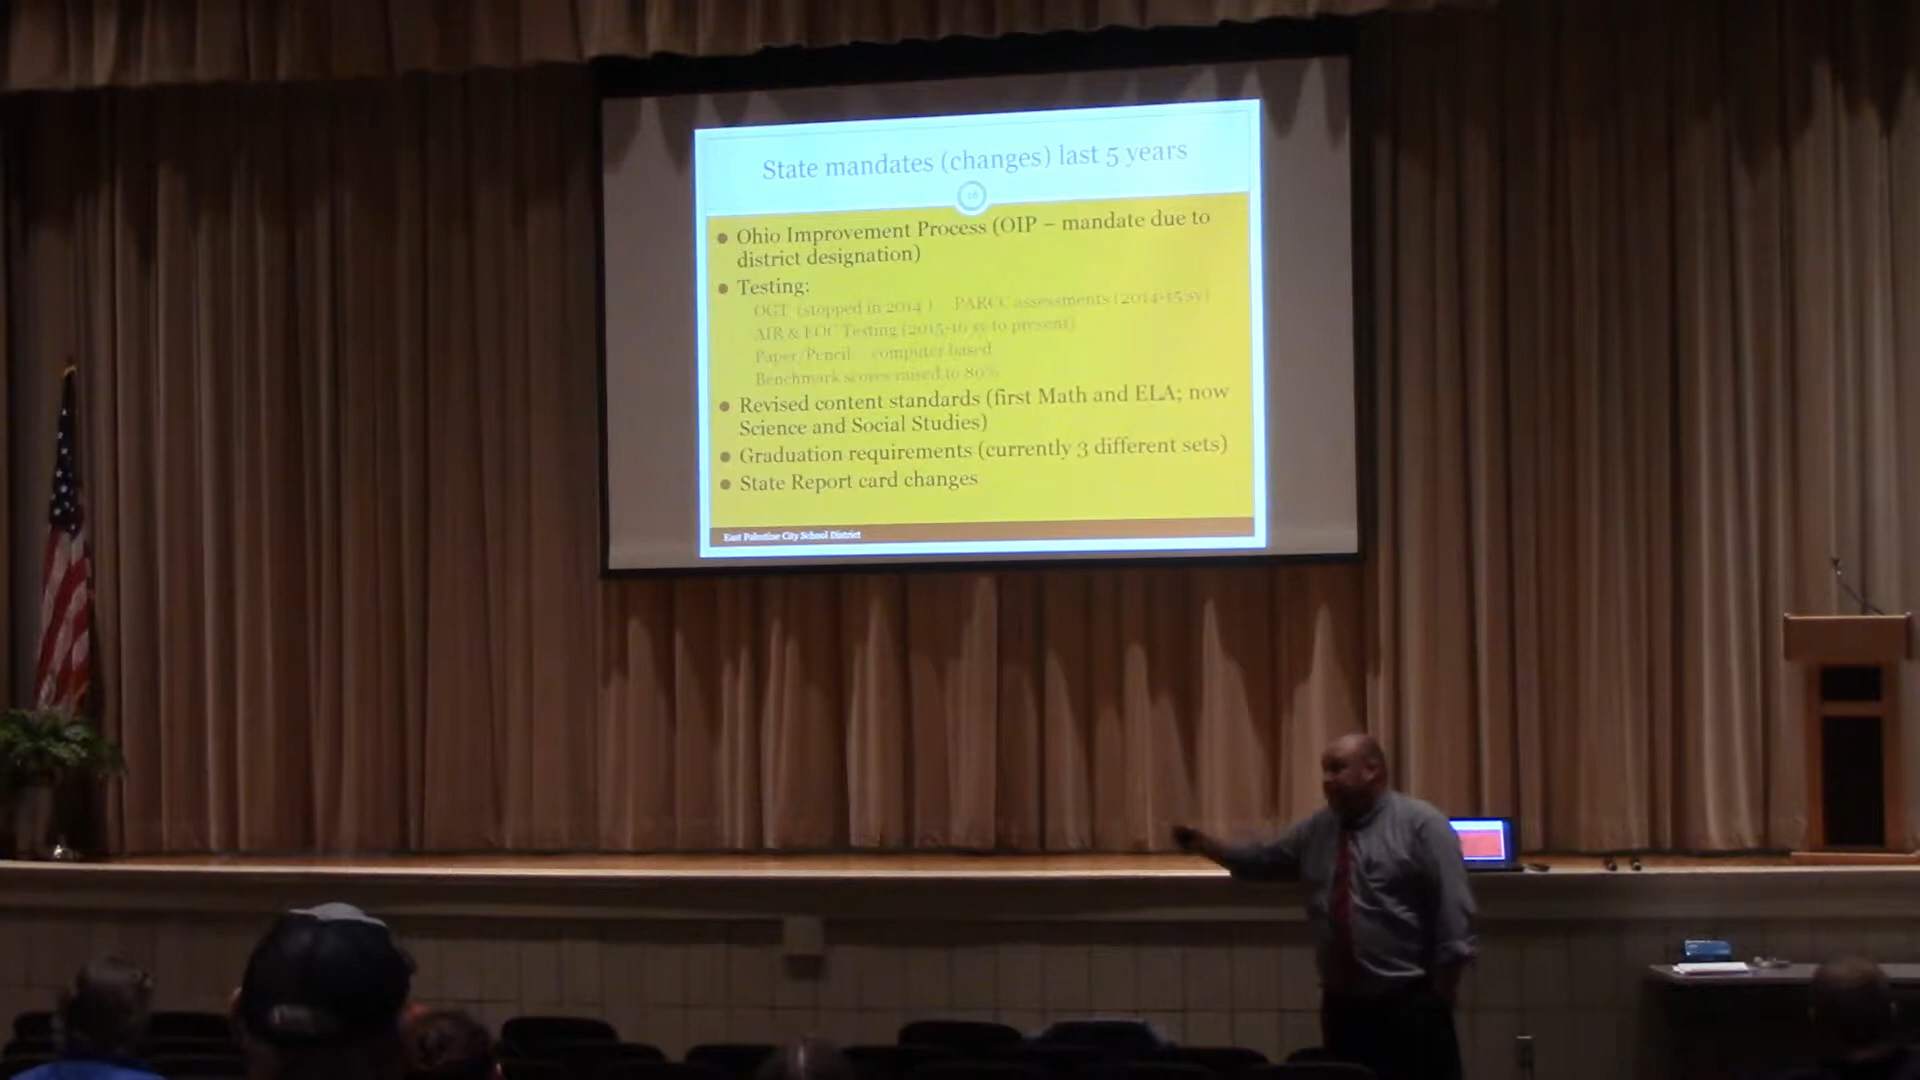 State mandates (changes) last 5 years
16
● Ohio Improvement Process (OIP – mandate due to
district designation)
● Testing:
OGT (stopped in 2014 ) PARCC assessments (2014-15 sy)
AIR & EOC Testing (2015-16 sy to present)
Paper/Pencil – computer based
Benchmark scores raised to 80%
● Revised content standards (first Math and ELA; now
Science and Social Studies)
● Graduation requirements (currently 3 different sets)
● State Report card changes
East Palestine City School District